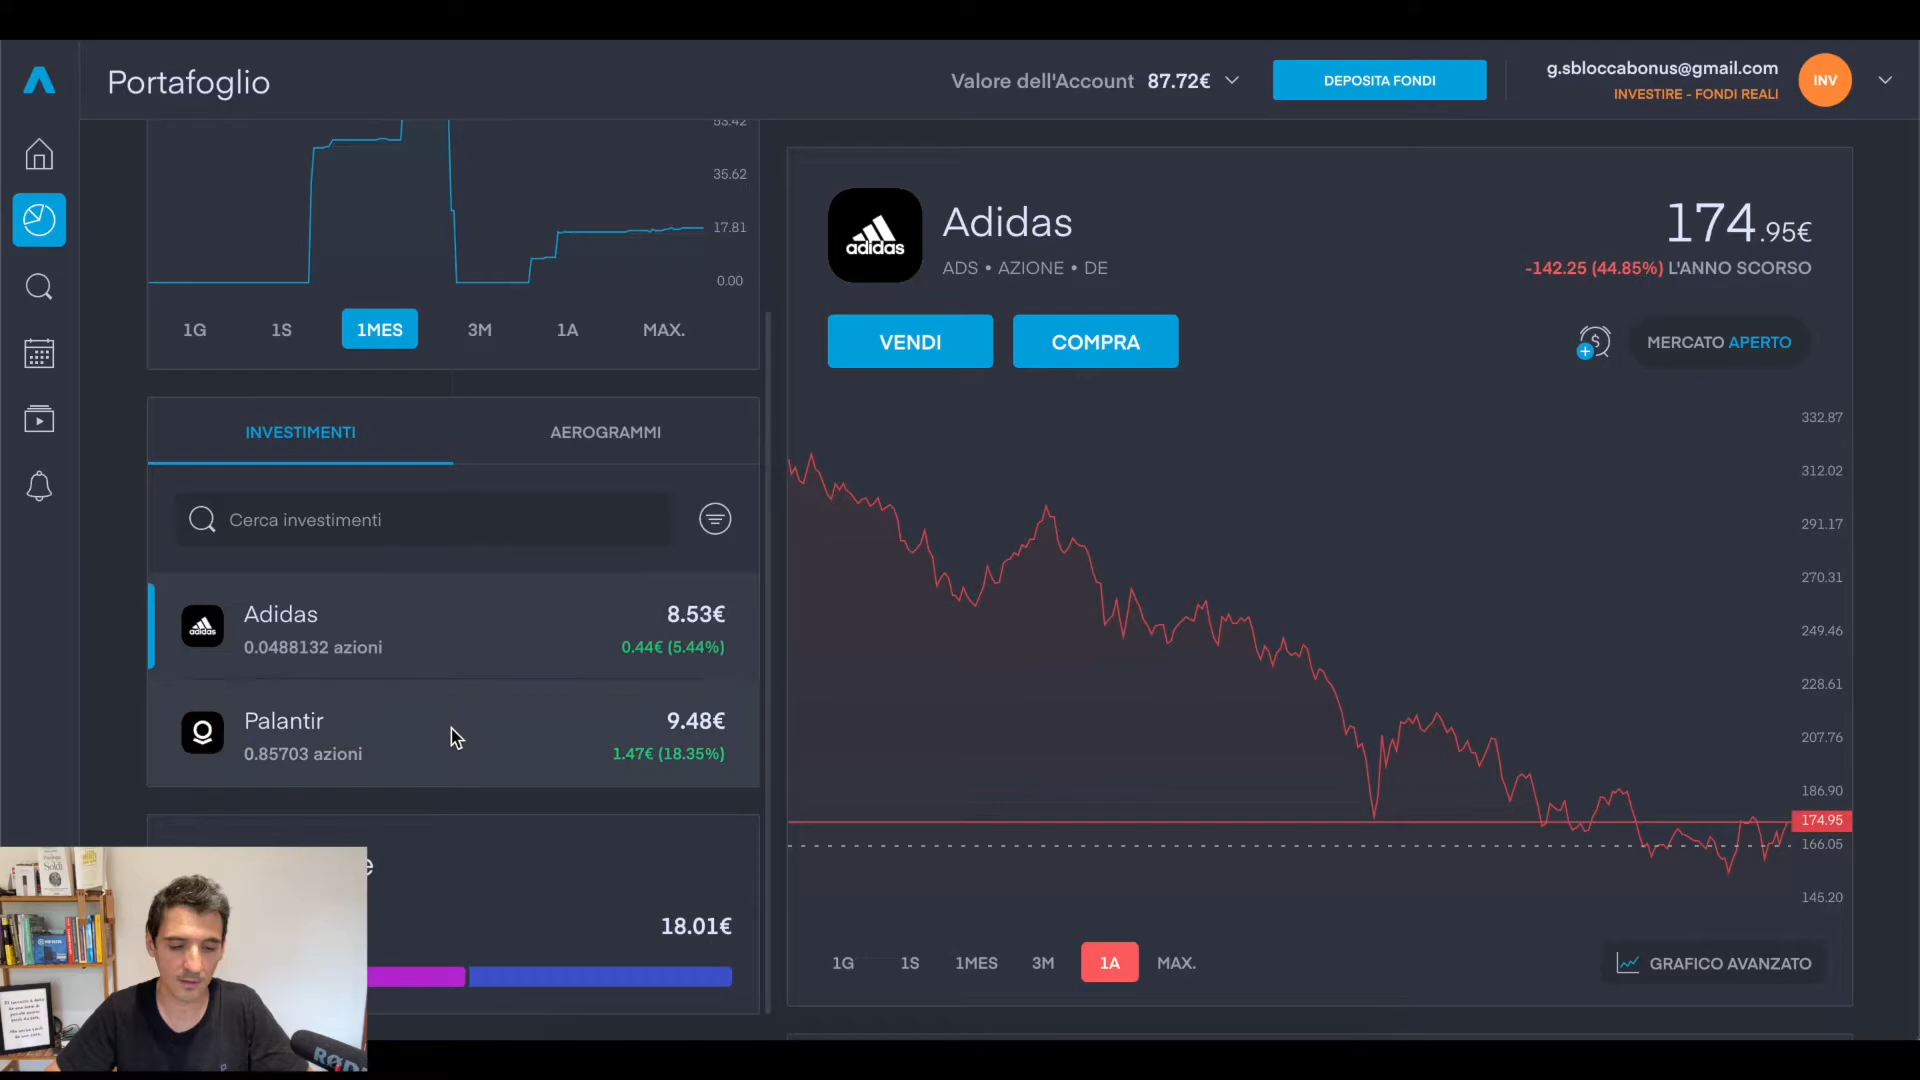 Portafoglio
Valore dell'Account 87.72€
DEPOSITA FONDI
g.sbloccabonus@gmail.com
INVESTIRE - FONDI REALI
INV
53.42
35.62
17.81
0.00
1G 1S 1MES 3M 1A MAX.
INVESTIMENTI AEROGRAMMI
Cerca investimenti
adidas
Adidas 8.53€
0.0488132 azioni 0.44€ (5.44%)
Palantir 9.48€
0.85703 azioni 1.47€ (18.35%)
e
18.01€
adidas
Adidas
ADS • AZIONE • DE
174.95€
-142.25 (44.85%) L'ANNO SCORSO
VENDI COMPRA
MERCATO APERTO
332.87
312.02
291.17
270.31
249.46
228.61
207.76
186.90
174.95
166.05
145.20
1G 1S 1MES 3M 1A MAX.
GRAFICO AVANZATO
Soldi